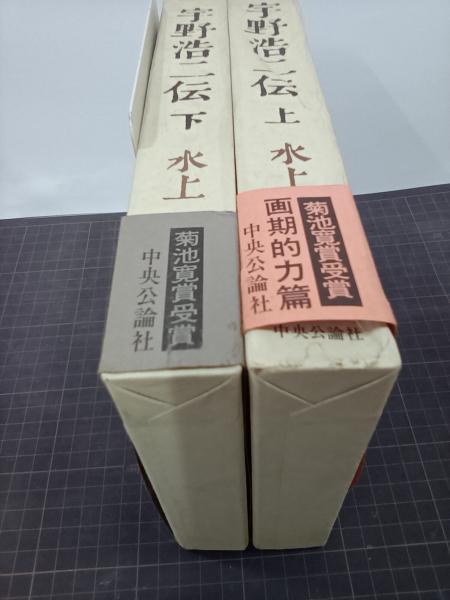 宇野浩二伝 上 水上
菊池寛賞受賞
画期的力篇
中央公論社
中央公論社
宇野浩二伝 下 水上
菊池寛賞受賞
中央公論社